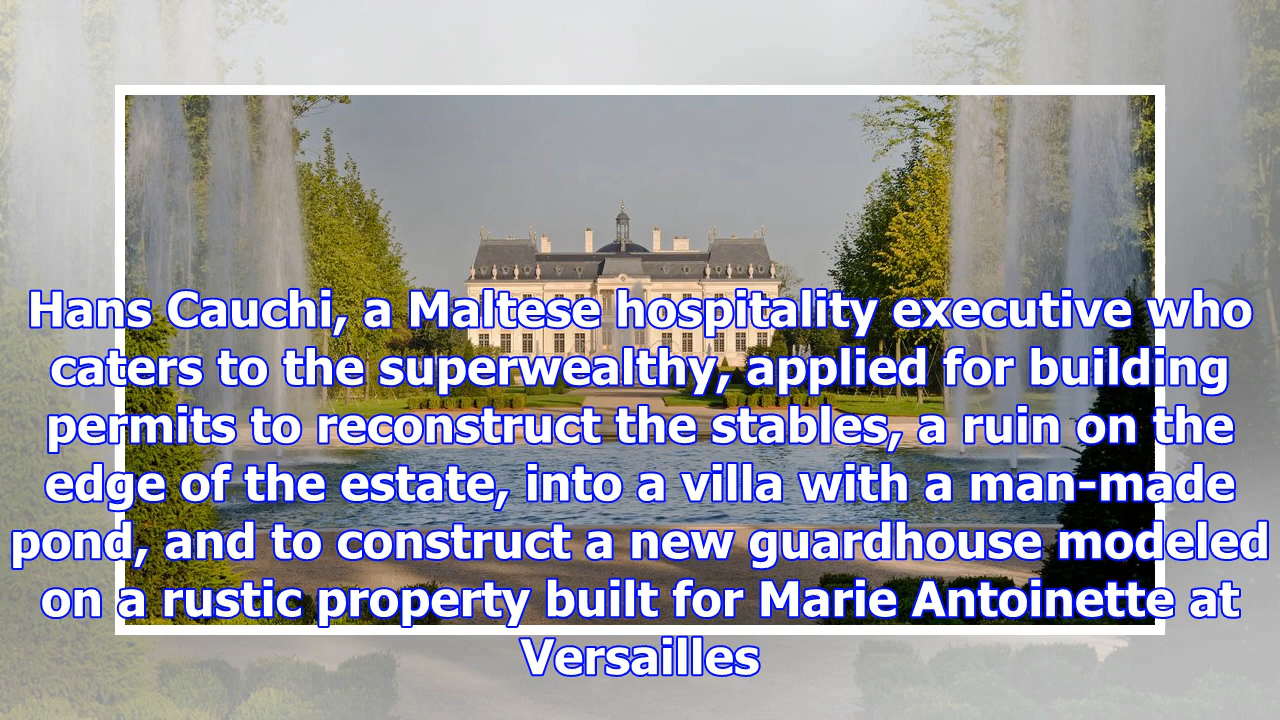 Hans Cauchi, a Maltese hospitality executive who
caters to the superwealthy, applied for building
permits to reconstruct the stables, a ruin on the
edge of the estate, into a villa with a man-made
pond, and to construct a new guardhouse modeled
on a rustic property built for Marie Antoinette at
Versailles